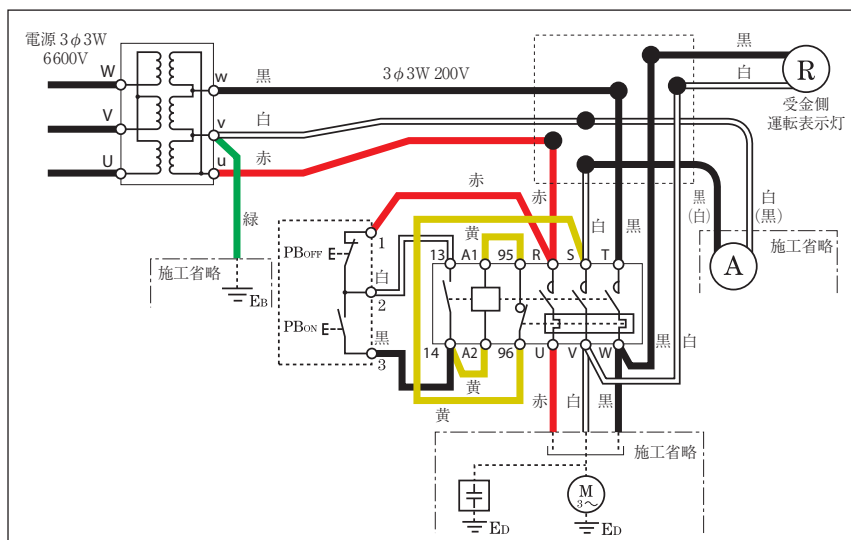 電源 3φ3W
6600V
W
V
U
w
v
u
黒
白
赤
3φ3W 200V
黒
白
R
受金側
運転表示灯
緑
赤
赤
白
黒
黒
(白)
白
(黒)
施工省略
A
施工省略
EB
PBOFF
PBON
1
2
3
白
黒
黄
13
A1
95
R
S
T
14
A2
96
U
V
W
黄
黄
赤
白
黒
黒
白
施工省略
M
3~
ED
ED